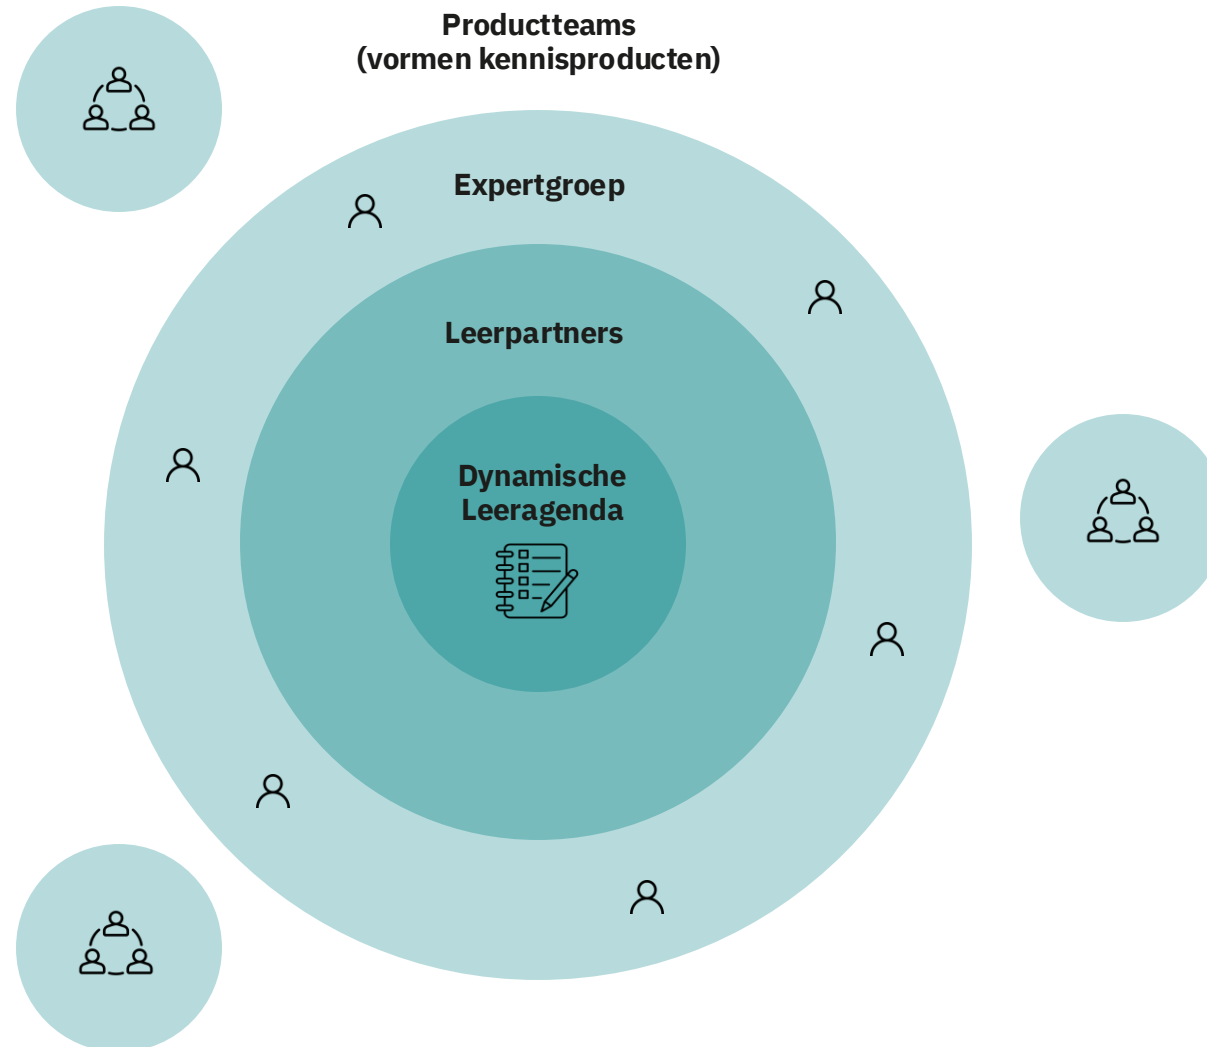 Productteams
(vormen kennisproducten)
Expertgroep
Leerpartners
Dynamische
Leeragenda